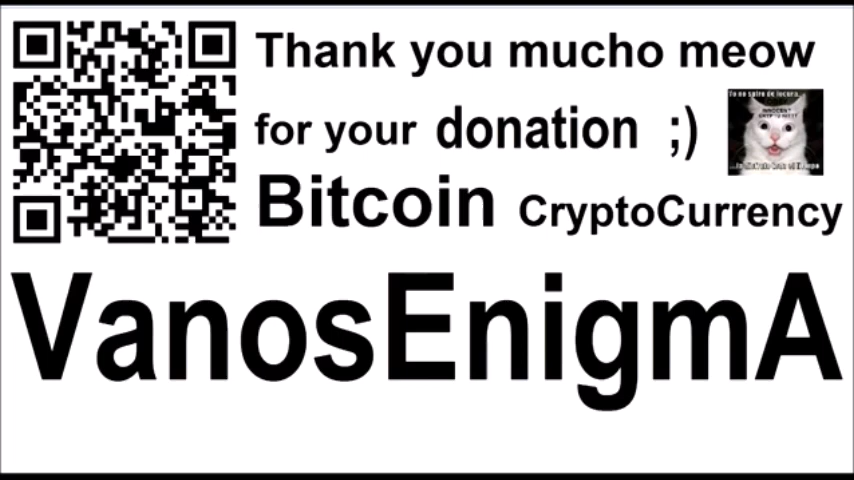 Thank you mucho meow
for your donation ;)
Bitcoin CryptoCurrency
VanosEnigmA